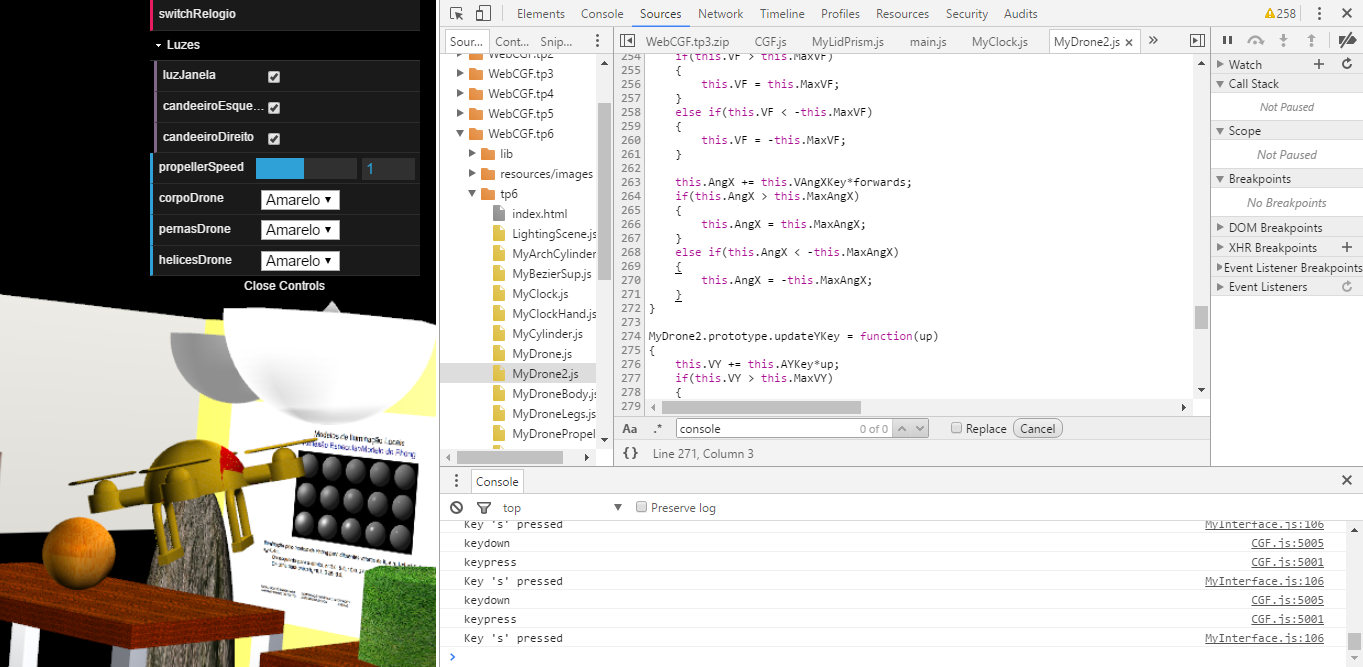 switchRelogio
Luzes
luzJanela
candeeiroEsque...
candeeiroDireito
propellerSpeed 1
corpoDrone Amarelo
pernasDrone Amarelo
helicesDrone Amarelo
Close Controls
Modelos de Iluminação Locais
Elements Console Sources Network Timeline Profiles Resources Security Audits 258
Sour... Cont... Snip...
WebCGF.tp2
WebCGF.tp3
WebCGF.tp4
WebCGF.tp5
WebCGF.tp6
lib
resources/images
tp6
index.html
LightingScene.js
MyArchCylinder
MyBezierSup.js
MyClock.js
MyClockHand.js
MyCylinder.js
MyDrone.js
MyDrone2.js
MyDroneBody.js
MyDroneLegs.js
MyDronePropel
WebCGF.tp3.zip CGF.js MyLidPrism.js main.js MyClock.js MyDrone2.js
254 if(this.VF > this.MaxVF)
255 {
256 this.VF = this.MaxVF;
257 }
258 else if(this.VF < -this.MaxVF)
259 {
260 this.VF = -this.MaxVF;
261 }
262
263 this.AngX += this.VAngXKey*forwards;
264 if(this.AngX > this.MaxAngX)
265 {
266 this.AngX = this.MaxAngX;
267 }
268 else if(this.AngX < -this.MaxAngX)
269 {
270 this.AngX = -this.MaxAngX;
271 }
272 }
273
274 MyDrone2.prototype.updateYKey = function(up)
275 {
276 this.VY += this.AYKey*up;
277 if(this.VY > this.MaxVY)
278 {
279
Aa .* console 0 of 0 Replace Cancel
{} Line 271, Column 3
Watch
Call Stack
Not Paused
Scope
Not Paused
Breakpoints
No Breakpoints
DOM Breakpoints
XHR Breakpoints
Event Listener Breakpoints
Event Listeners
Console
top Preserve log
Key 's' pressed MyInterface.js:106
keydown CGF.js:5005
keypress CGF.js:5001
Key 's' pressed MyInterface.js:106
keydown CGF.js:5005
keypress CGF.js:5001
Key 's' pressed MyInterface.js:106